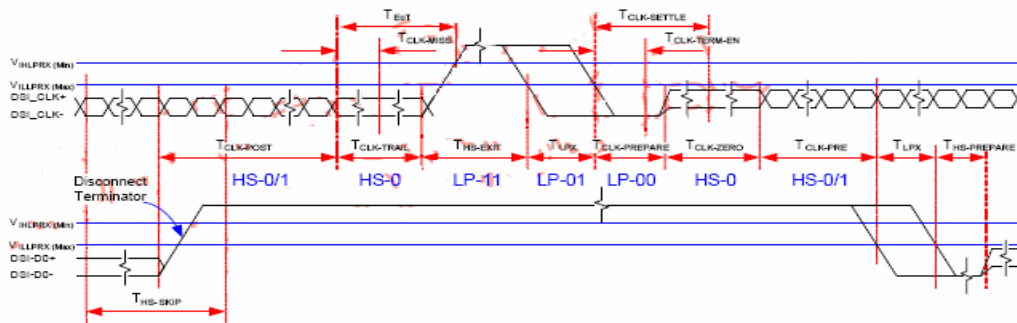 TEOT
TCLK-SETTLE
TCLK-MISS
TCLK-TERM-EN
VIHLPRX (Min)
VILLPRX (Max)
DSI_CLK+
DSI_CLK-
TCLK-POST TCLK-TRAIL THS-EXIT TLPX TCLK-PREPARE TCLK-ZERO TCLK-PRE TLPX THS-PREPARE
HS-0/1 HS-0 LP-11 LP-01 LP-00 HS-0 HS-0/1
Disconnect
Terminator
VIHLPRX (Min)
VILLPRX (Max)
DSI-D0+
DSI-D0-
THS-SKIP